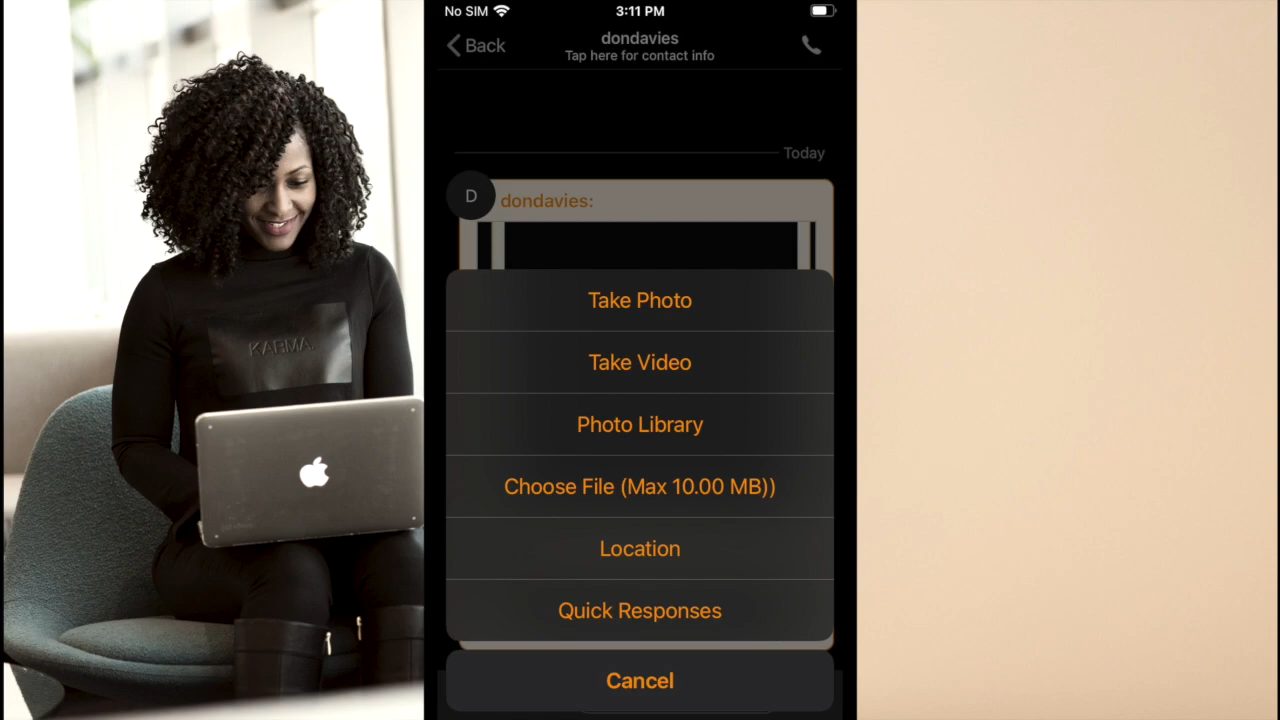 KARMA.
No SIM
3:11 PM
Back
dondavies
Tap here for contact info
Today
D
dondavies:
Take Photo
Take Video
Photo Library
Choose File (Max 10.00 MB))
Location
Quick Responses
Cancel